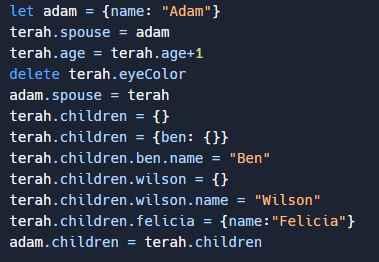 let adam = {name: "Adam"}
terah.spouse = adam
terah.age = terah.age+1
delete terah.eyeColor
adam.spouse = terah
terah.children = {}
terah.children = {ben: {}}
terah.children.ben.name = "Ben"
terah.children.wilson = {}
terah.children.wilson.name = "Wilson"
terah.children.felicia = {name:"Felicia"}
adam.children = terah.children